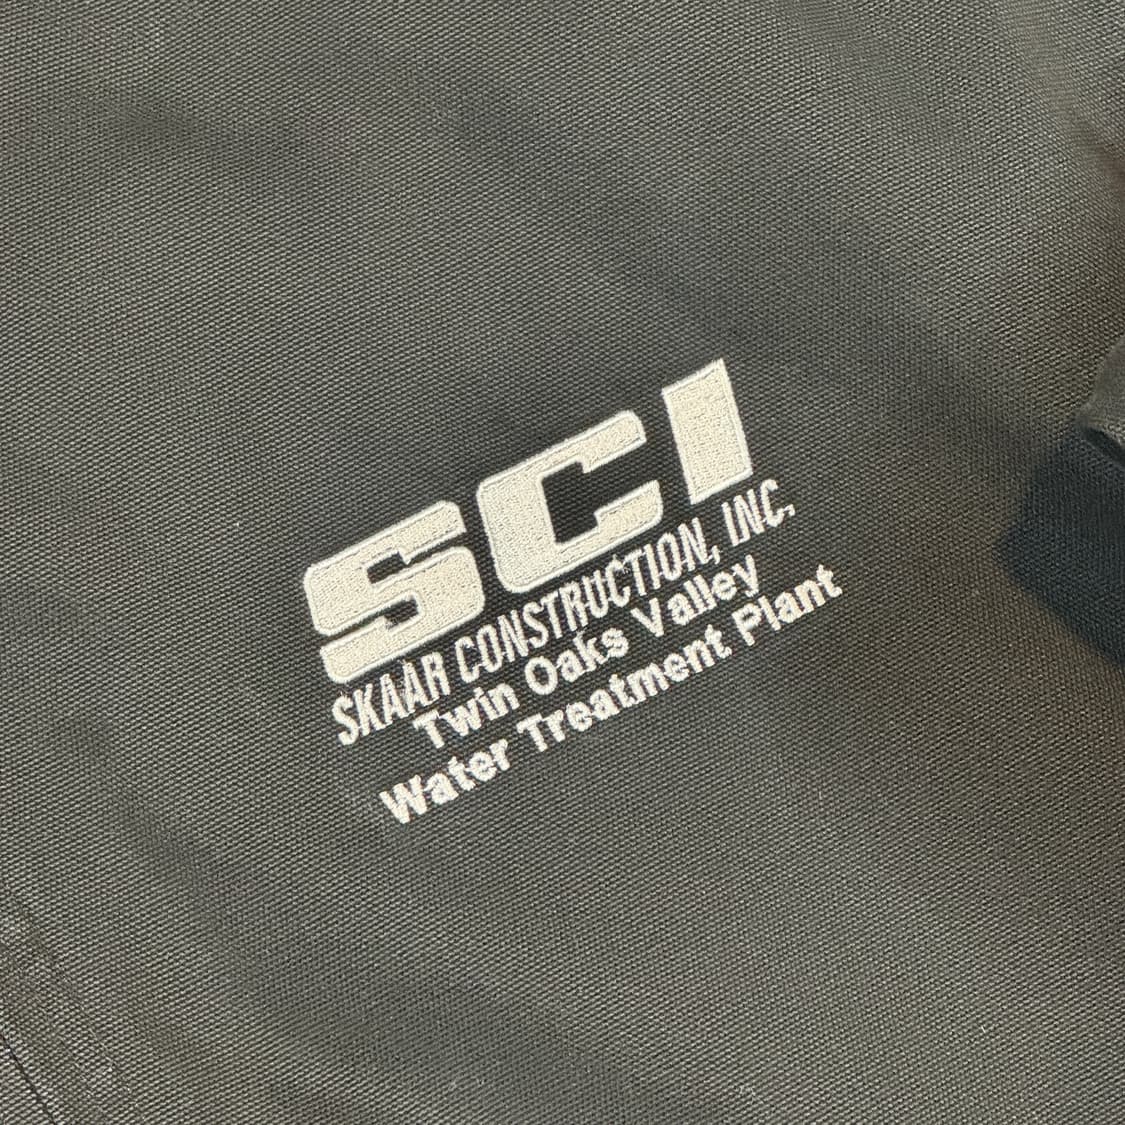 SCI
SKAAR CONSTRUCTION, INC.
Twin Oaks Valley
Water Treatment Plant